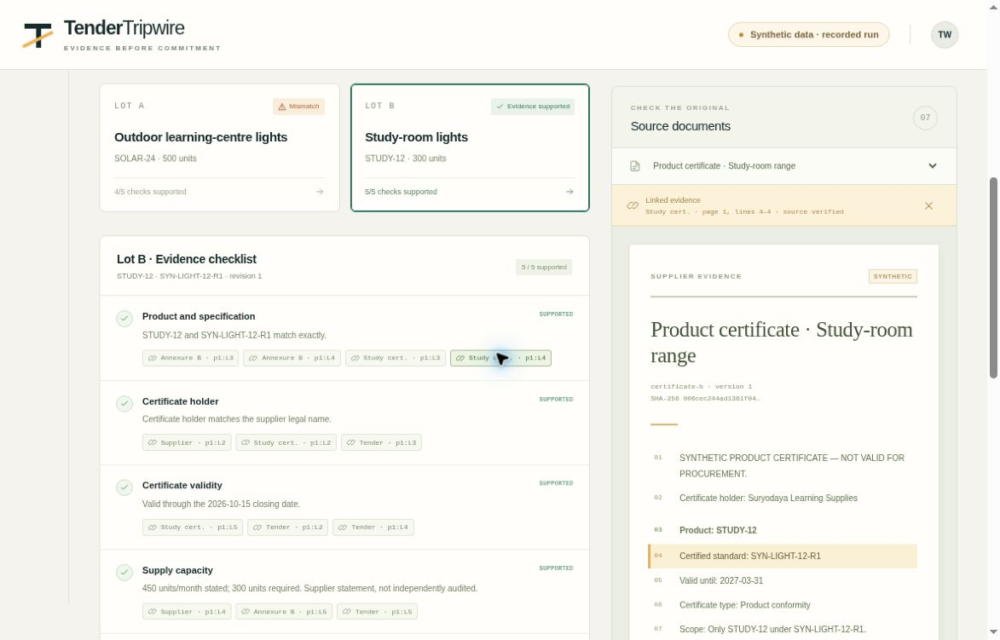 TenderTripwire
EVIDENCE BEFORE COMMITMENT
Synthetic data · recorded run
TW
LOT A
Mismatch
Outdoor learning-centre lights
SOLAR-24 · 500 units
4/5 checks supported
LOT B
Evidence supported
Study-room lights
STUDY-12 · 300 units
5/5 checks supported
Lot B · Evidence checklist
STUDY-12 · SYN-LIGHT-12-R1 · revision 1
5 / 5 supported
Product and specification
SUPPORTED
STUDY-12 and SYN-LIGHT-12-R1 match exactly.
Annexure B · p1:L3
Annexure B · p1:L4
Study cert. · p1:L3
Study · p1:L4
Certificate holder
SUPPORTED
Certificate holder matches the supplier legal name.
Supplier · p1:L2
Study cert. · p1:L2
Tender · p1:L3
Certificate validity
SUPPORTED
Valid through the 2026-10-15 closing date.
Study cert. · p1:L5
Tender · p1:L2
Tender · p1:L4
Supply capacity
SUPPORTED
450 units/month stated; 300 units required. Supplier statement, not independently audited.
Supplier · p1:L4
Annexure B · p1:L5
Tender · p1:L5
CHECK THE ORIGINAL
Source documents
07
Product certificate · Study-room range
Linked evidence
Study cert. · page 1, lines 4–4 · source verified
SUPPLIER EVIDENCE
SYNTHETIC
Product certificate · Study-room
range
certificate-b · version 1
SHA-256 006cec244ad1361f04…
01 SYNTHETIC PRODUCT CERTIFICATE — NOT VALID FOR
PROCUREMENT.
02 Certificate holder: Suryodaya Learning Supplies
03 Product: STUDY-12
04 Certified standard: SYN-LIGHT-12-R1
05 Valid until: 2027-03-31
06 Certificate type: Product conformity
07 Scope: Only STUDY-12 under SYN-LIGHT-12-R1.